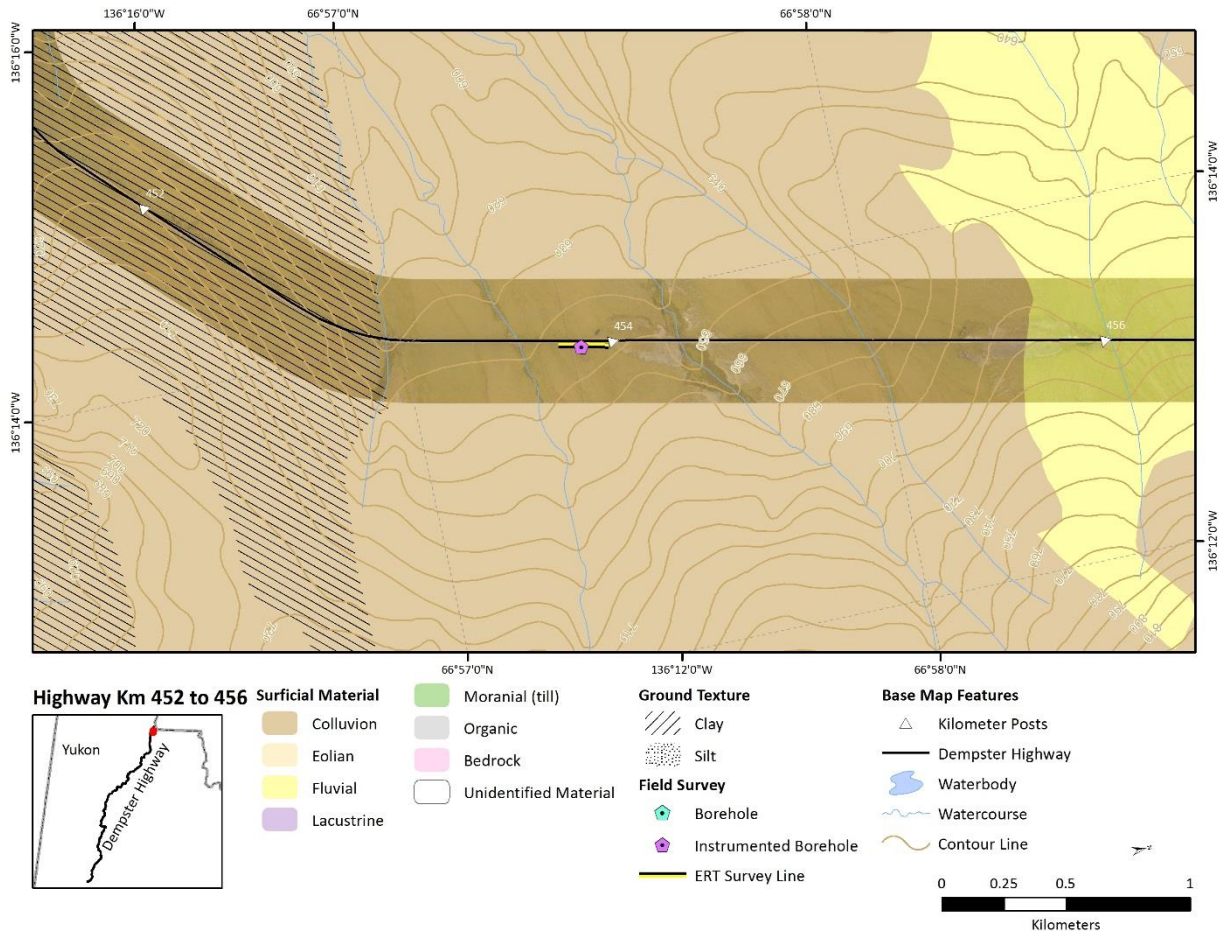 136°16'0"W 66°57'0"N 66°58'0"N
136°16'0"W
136°14'0"W
452
454
456
136°14'0"W
136°12'0"W
66°57'0"N 136°12'0"W 66°58'0"N
Highway Km 452 to 456
Yukon
Dempster Highway
Surficial Material
Colluvion
Eolian
Fluvial
Lacustrine
Moranial (till)
Organic
Bedrock
Unidentified Material
Ground Texture
Clay
Silt
Field Survey
Borehole
Instrumented Borehole
ERT Survey Line
Base Map Features
Kilometer Posts
Dempster Highway
Waterbody
Watercourse
Contour Line
0 0.25 0.5 1
Kilometers